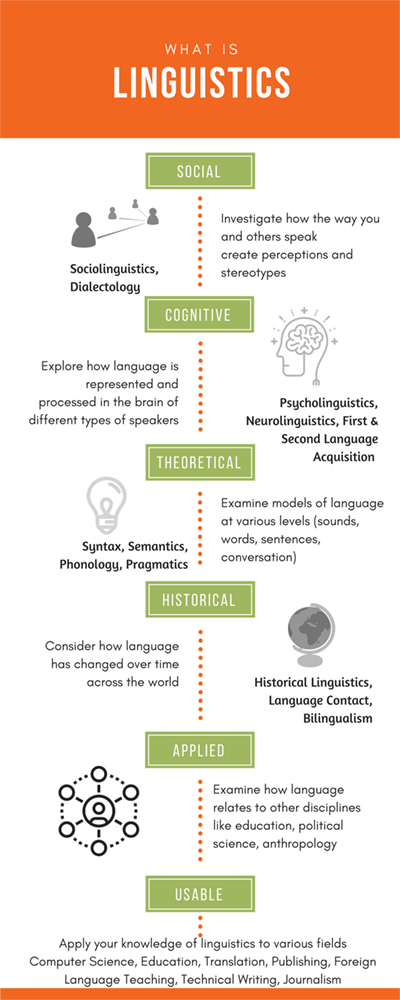 WHAT IS
LINGUISTICS
SOCIAL
Investigate how the way you
and others speak
create perceptions and
stereotypes
Sociolinguistics,
Dialectology
COGNITIVE
Explore how language is
represented and
processed in the brain of
different types of speakers
Psycholinguistics,
Neurolinguistics, First &
Second Language
Acquisition
THEORETICAL
Examine models of language
at various levels (sounds,
words, sentences,
conversation)
Syntax, Semantics,
Phonology, Pragmatics
HISTORICAL
Consider how language
has changed over time
across the world
Historical Linguistics,
Language Contact,
Bilingualism
APPLIED
Examine how language
relates to other disciplines
like education, political
science, anthropology
USABLE
Apply your knowledge of linguistics to various fields
Computer Science, Education, Translation, Publishing, Foreign
Language Teaching, Technical Writing, Journalism